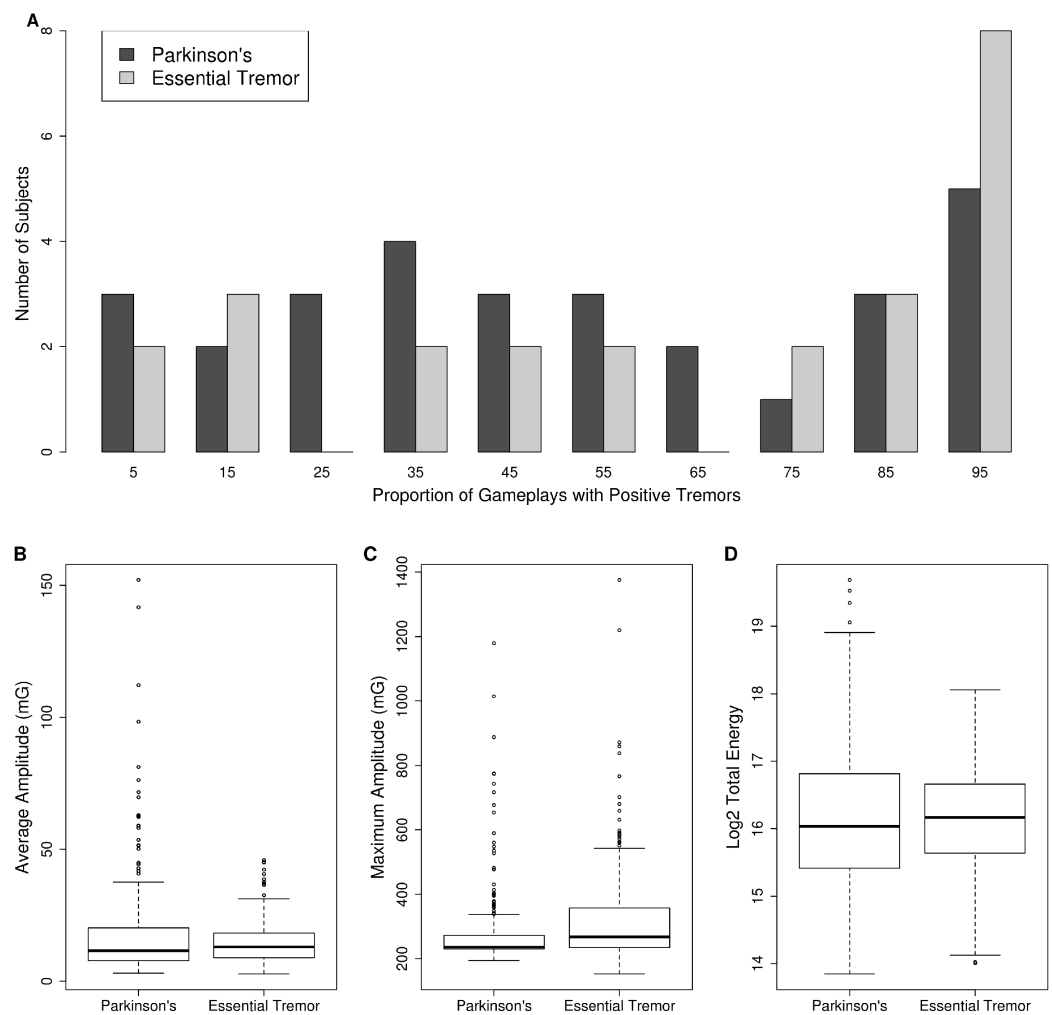 A
Parkinson's
Essential Tremor
Number of Subjects
0 2 4 6 8
5 15 25 35 45 55 65 75 85 95
Proportion of Gameplays with Positive Tremors
B
Average Amplitude (mG)
0 50 100 150
Parkinson's Essential Tremor
C
Maximum Amplitude (mG)
200 400 600 800 1000 1200 1400
Parkinson's Essential Tremor
D
Log2 Total Energy
14 15 16 17 18 19
Parkinson's Essential Tremor